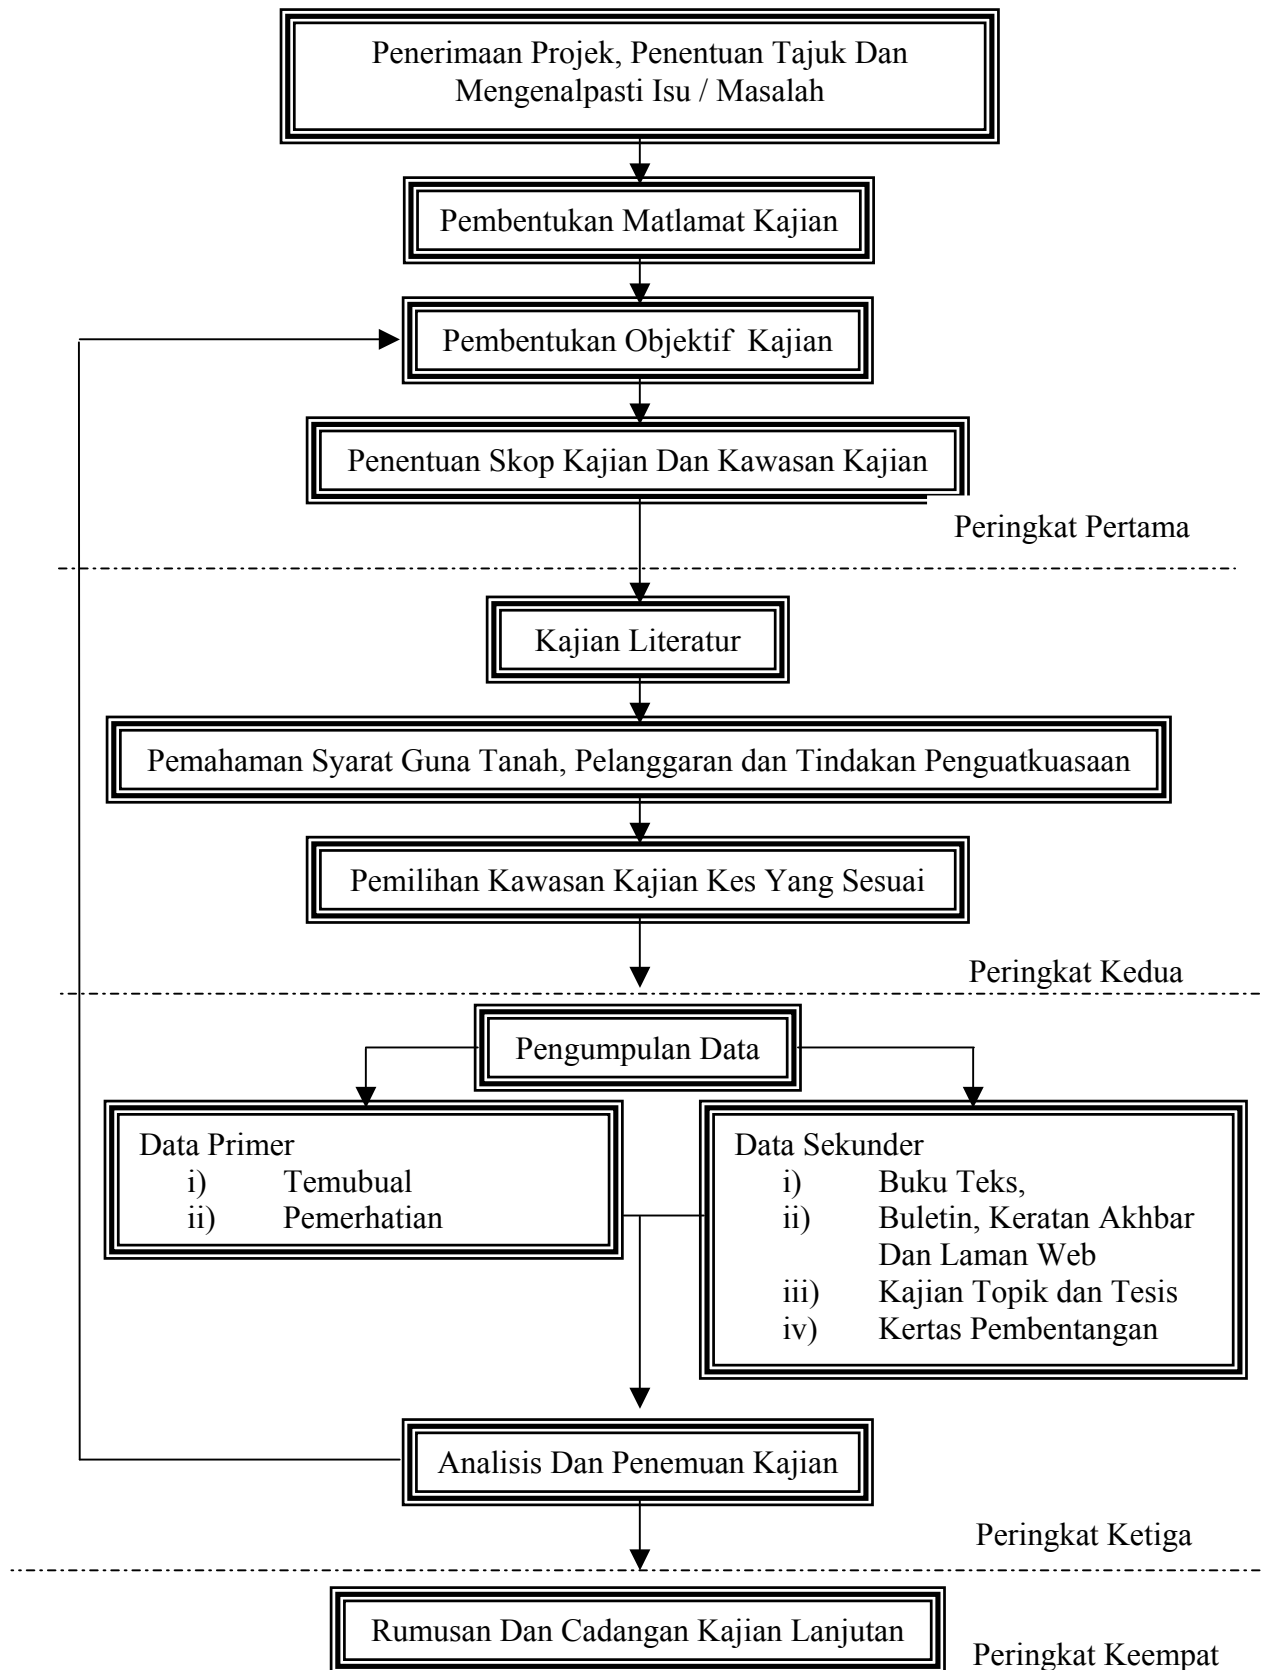 Penerimaan Projek, Penentuan Tajuk Dan
Mengenalpasti Isu / Masalah
Pembentukan Matlamat Kajian
Pembentukan Objektif  Kajian
Penentuan Skop Kajian Dan Kawasan Kajian
Peringkat Pertama
Kajian Literatur
Pemahaman Syarat Guna Tanah, Pelanggaran dan Tindakan Penguatkuasaan
Pemilihan Kawasan Kajian Kes Yang Sesuai
Peringkat Kedua
Pengumpulan Data
Data Primer
i) Temubual
ii) Pemerhatian
Data Sekunder
i) Buku Teks,
ii) Buletin, Keratan Akhbar
Dan Laman Web
iii) Kajian Topik dan Tesis
iv) Kertas Pembentangan
Analisis Dan Penemuan Kajian
Peringkat Ketiga
Rumusan Dan Cadangan Kajian Lanjutan
Peringkat Keempat